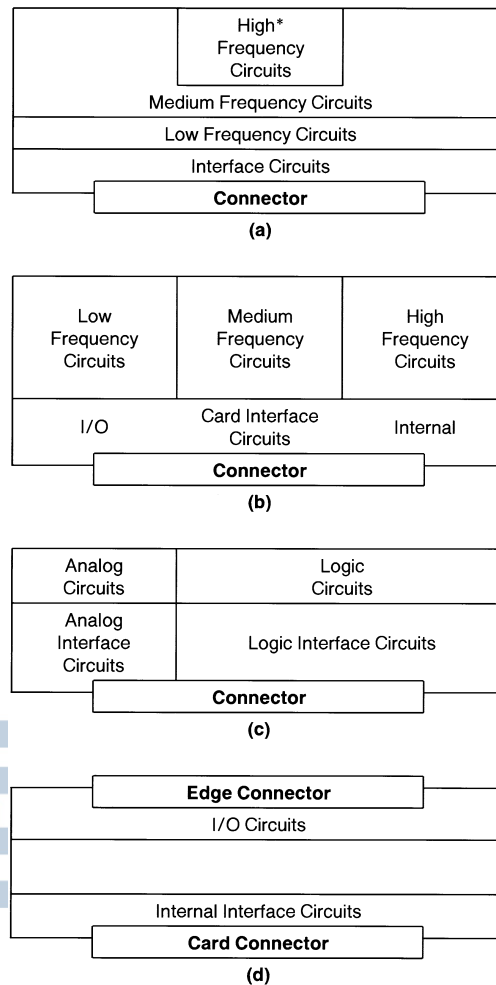 High*
Frequency
Circuits
Medium Frequency Circuits
Low Frequency Circuits
Interface Circuits
Connector
(a)
Low
Frequency
Circuits
Medium
Frequency
Circuits
High
Frequency
Circuits
I/O
Card Interface
Circuits
Internal
Connector
(b)
Analog
Circuits
Logic
Circuits
Analog
Interface
Circuits
Logic Interface Circuits
Connector
(c)
Edge Connector
I/O Circuits
Internal Interface Circuits
Card Connector
(d)